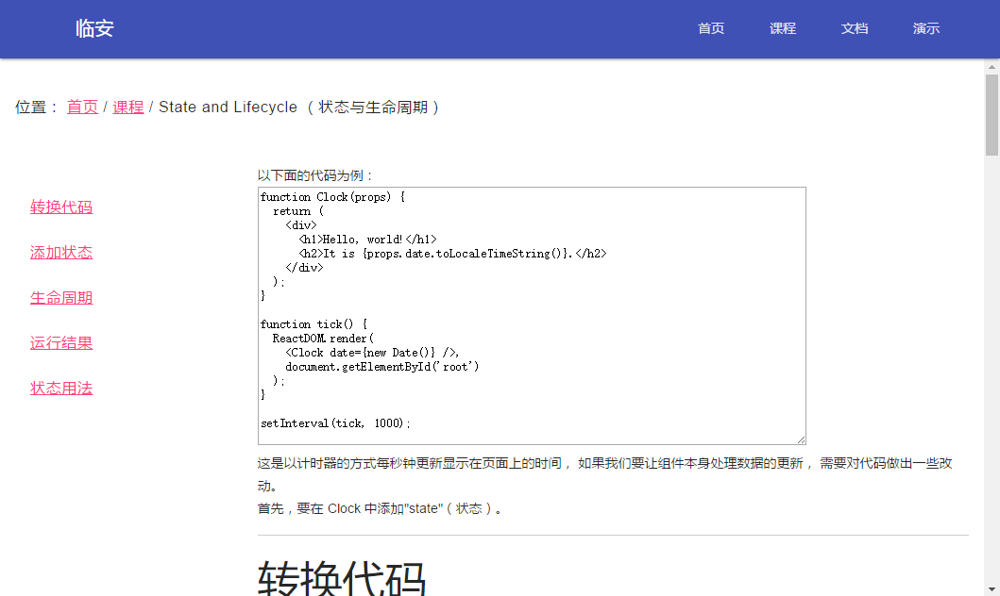 临安
首页 课程 文档 演示
位置： 首页 / 课程 / State and Lifecycle （状态与生命周期）
转换代码
添加状态
生命周期
运行结果
状态用法
以下面的代码为例：
function Clock(props) {
  return (
    <div>
      <h1>Hello, world!</h1>
      <h2>It is {props.date.toLocaleTimeString()}.</h2>
    </div>
  );
}

function tick() {
  ReactDOM.render(
    <Clock date={new Date()} />,
    document.getElementById('root')
  );
}

setInterval(tick, 1000);
这是以计时器的方式每秒钟更新显示在页面上的时间， 如果我们要让组件本身处理数据的更新， 需要对代码做出一些改
动。
首先，要在 Clock 中添加"state"（状态）。
转换代码